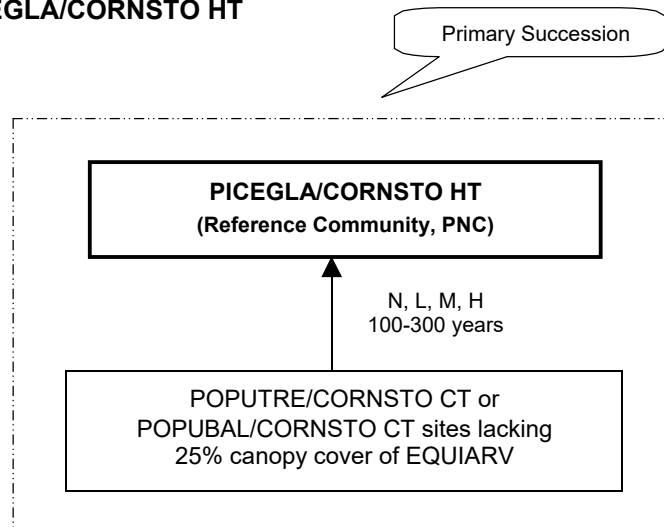 EGLA/CORNSTO HT
Primary Succession
PICEGLA/CORNSTO HT
(Reference Community, PNC)
N, L, M, H
100-300 years
POPUTRE/CORNSTO CT or
POPUBAL/CORNSTO CT sites lacking
25% canopy cover of EQUIARV